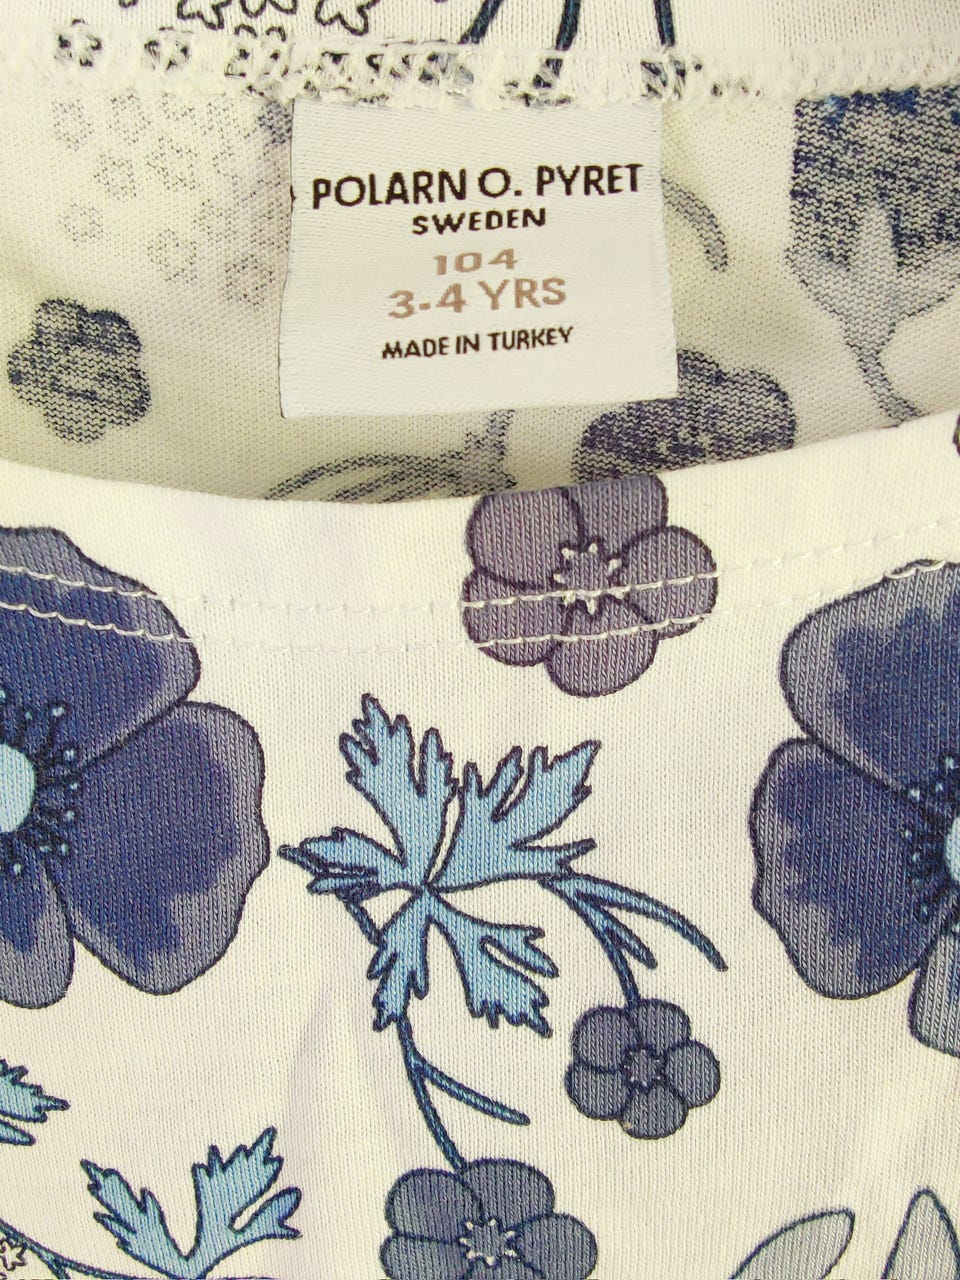 POLARN O. PYRET
SWEDEN
104
3-4 YRS
MADE IN TURKEY